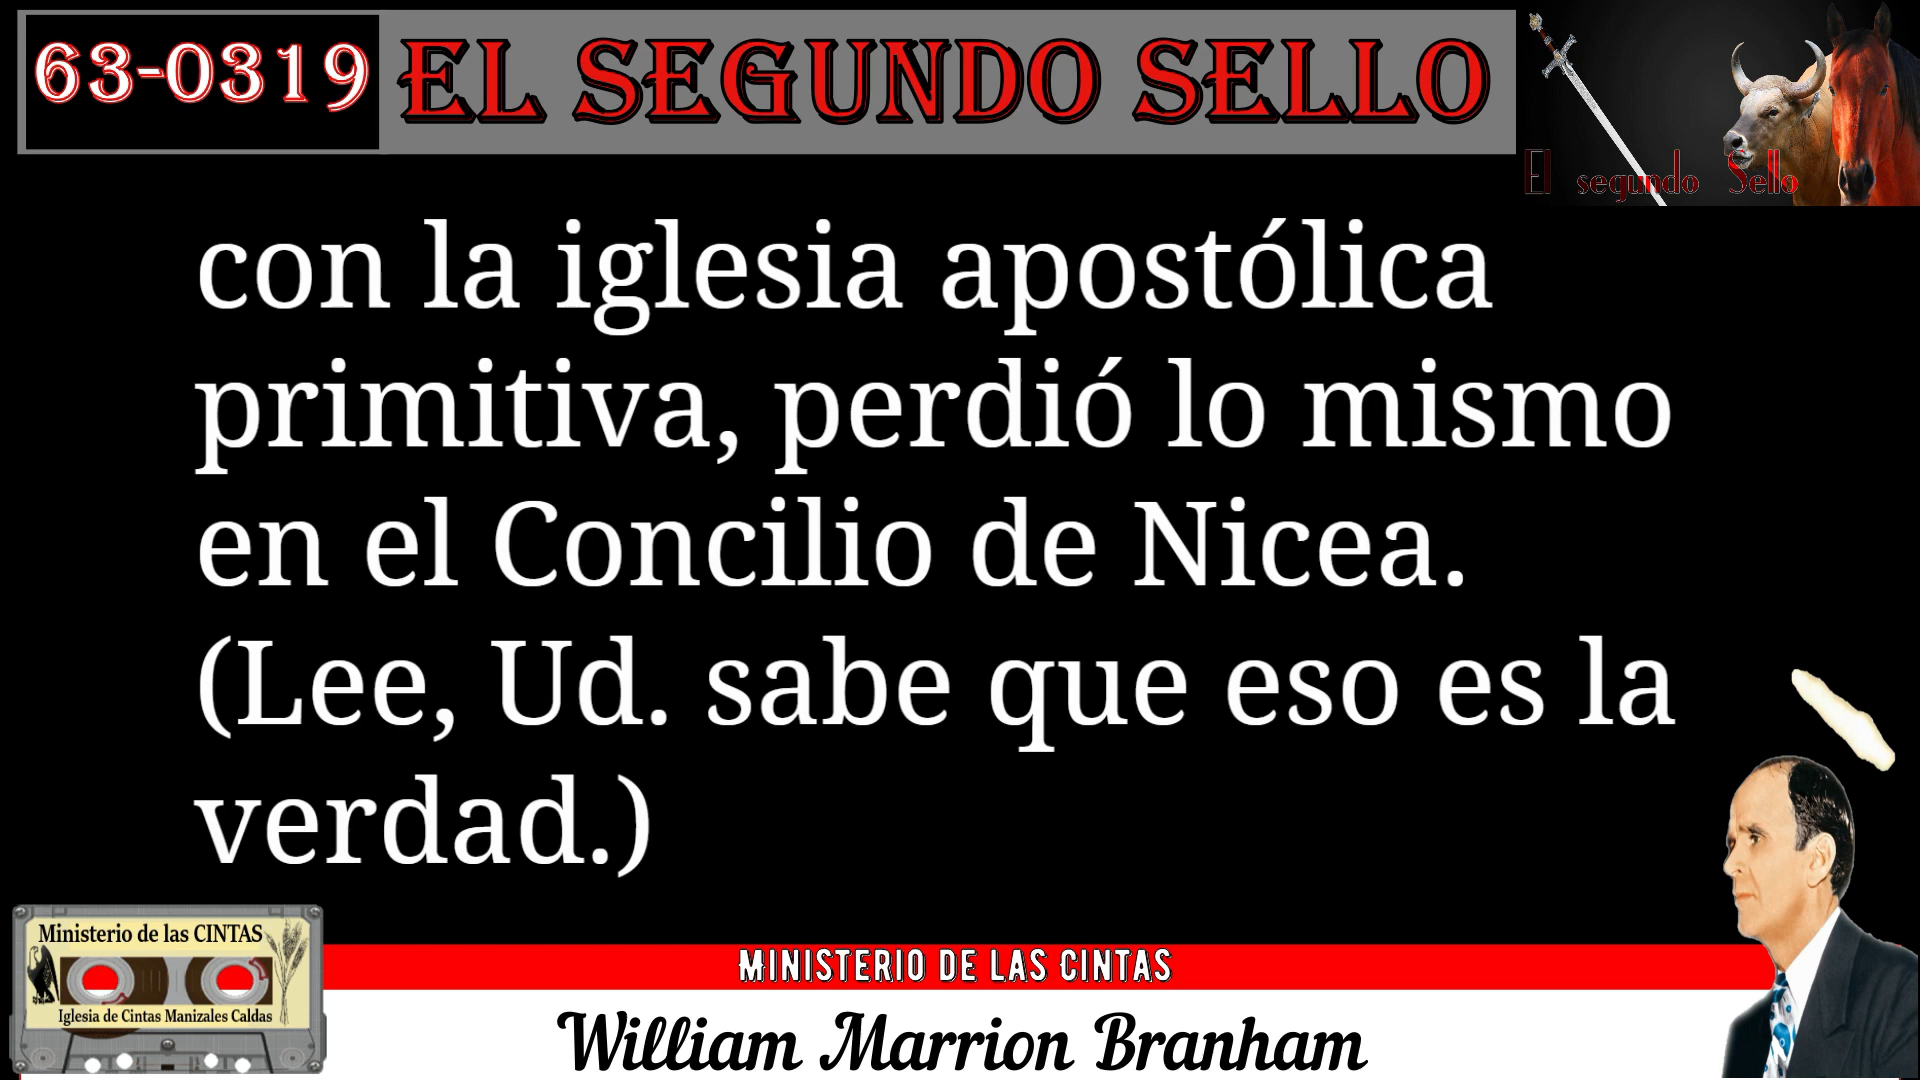 63-0319
EL SEGUNDO SELLO
El segundo Sello
con la iglesia apostólica
primitiva, perdió lo mismo
en el Concilio de Nicea.
(Lee, Ud. sabe que eso es la
verdad.)
Ministerio de las CINTAS
Iglesia de Cintas Manizales Caldas
MINISTERIO DE LAS CINTAS
William Marrion Branham